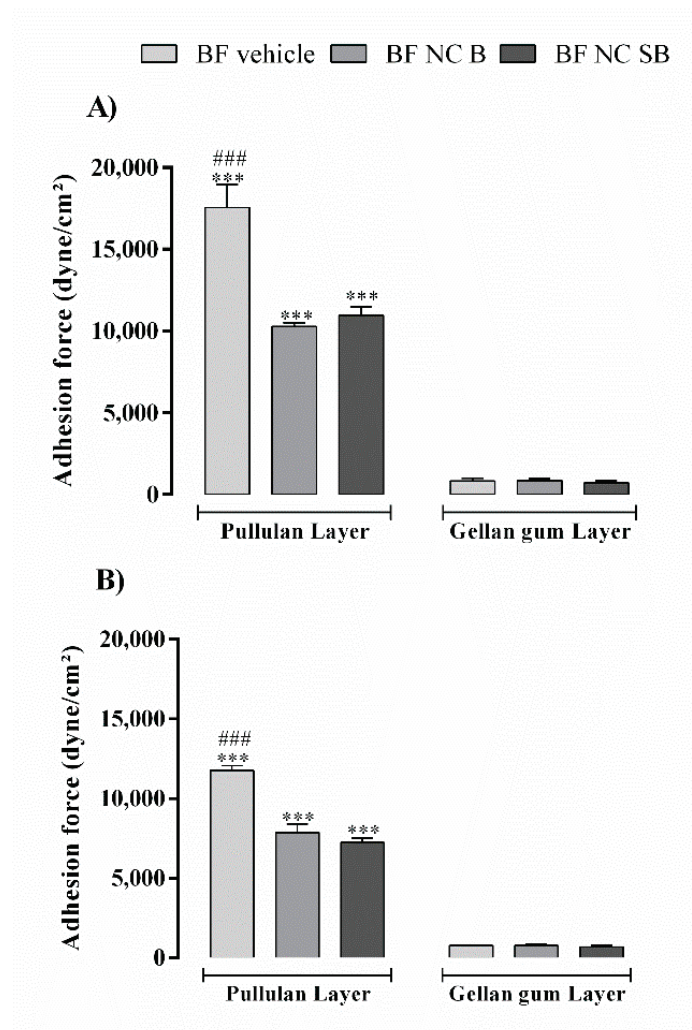 BF vehicle BF NC B BF NC SB
A)
Adhesion force (dyne/cm²)
20,000
15,000
10,000
5,000
0
###
***
***
***
Pullulan Layer
Gellan gum Layer
B)
Adhesion force (dyne/cm²)
20,000
15,000
10,000
5,000
0
###
***
***
***
Pullulan Layer
Gellan gum Layer